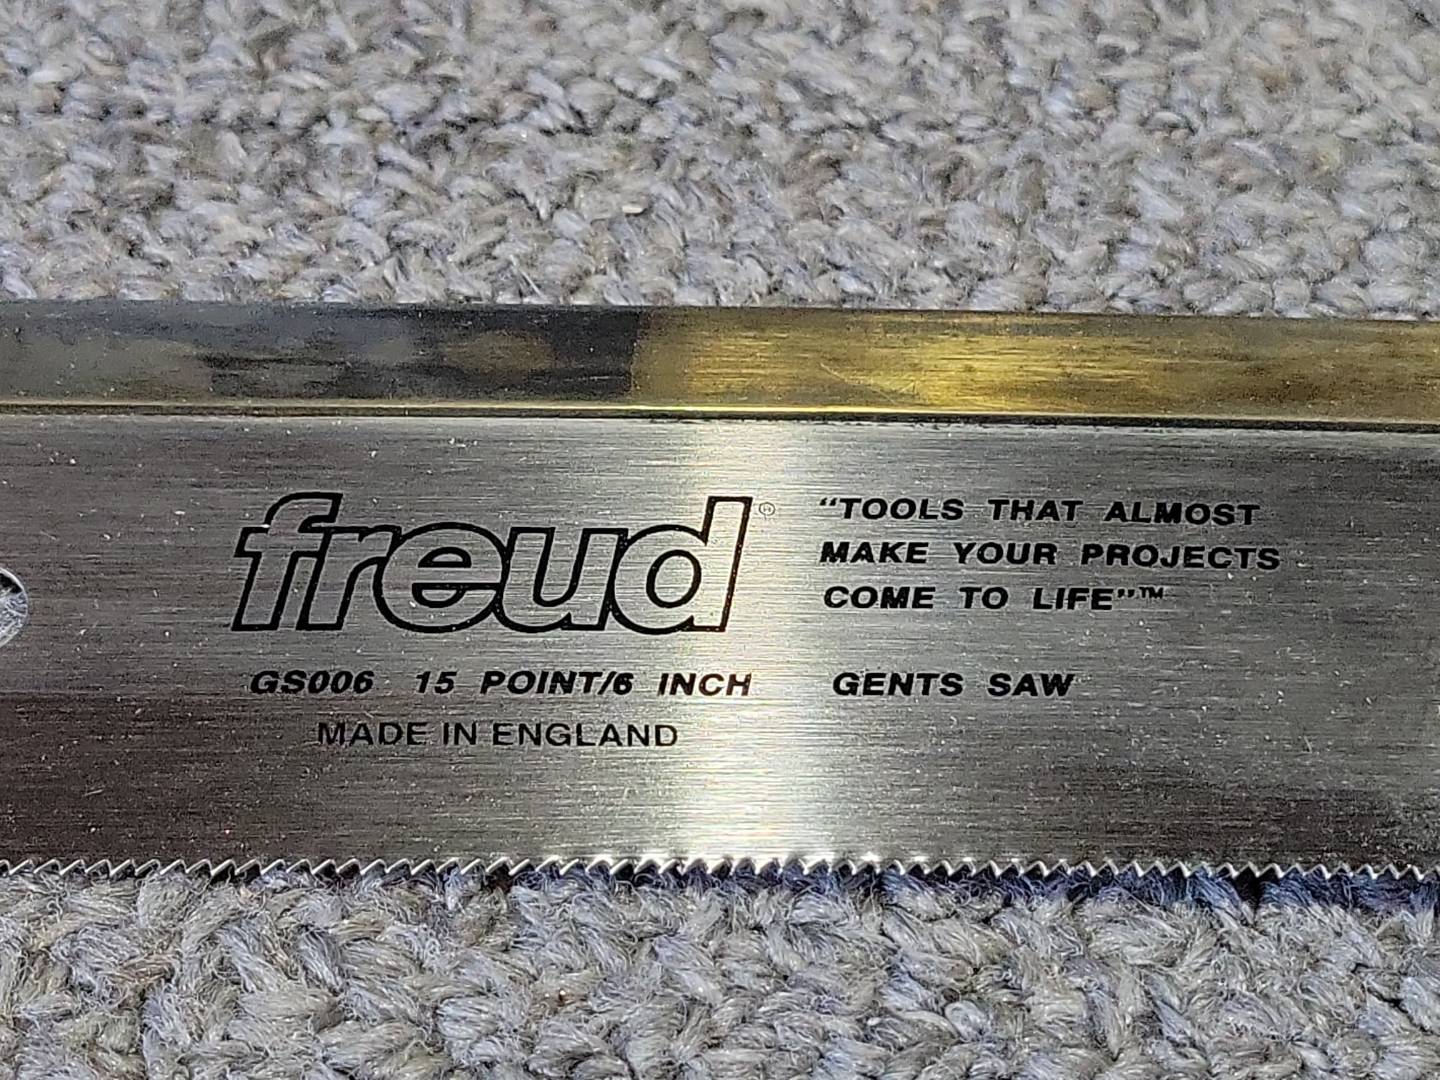 freud®
"TOOLS THAT ALMOST
MAKE YOUR PROJECTS
COME TO LIFE"™
GS006 15 POINT/6 INCH GENTS SAW
MADE IN ENGLAND